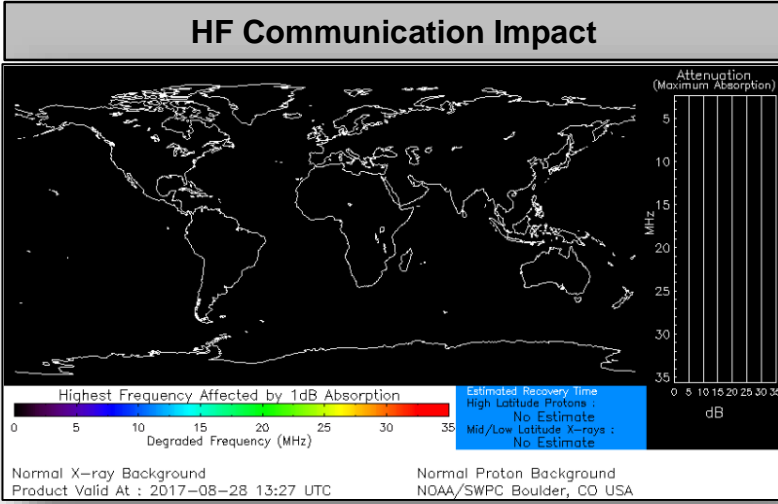 HF Communication Impact
Attenuation
(Maximum Absorption)
5
10
15
20
25
30
35
MHz
0 5 10 15 20 25 30 35
dB
Highest Frequency Affected by 1dB Absorption
0 5 10 15 20 25 30 35
Degraded Frequency (MHz)
Estimated Recovery Time
High Latitude Protons :
No Estimate
Mid/Low Latitude X-rays :
No Estimate
Normal X-ray Background
Normal Proton Background
Product Valid At : 2017-08-28 13:27 UTC
NOAA/SWPC Boulder, CO USA